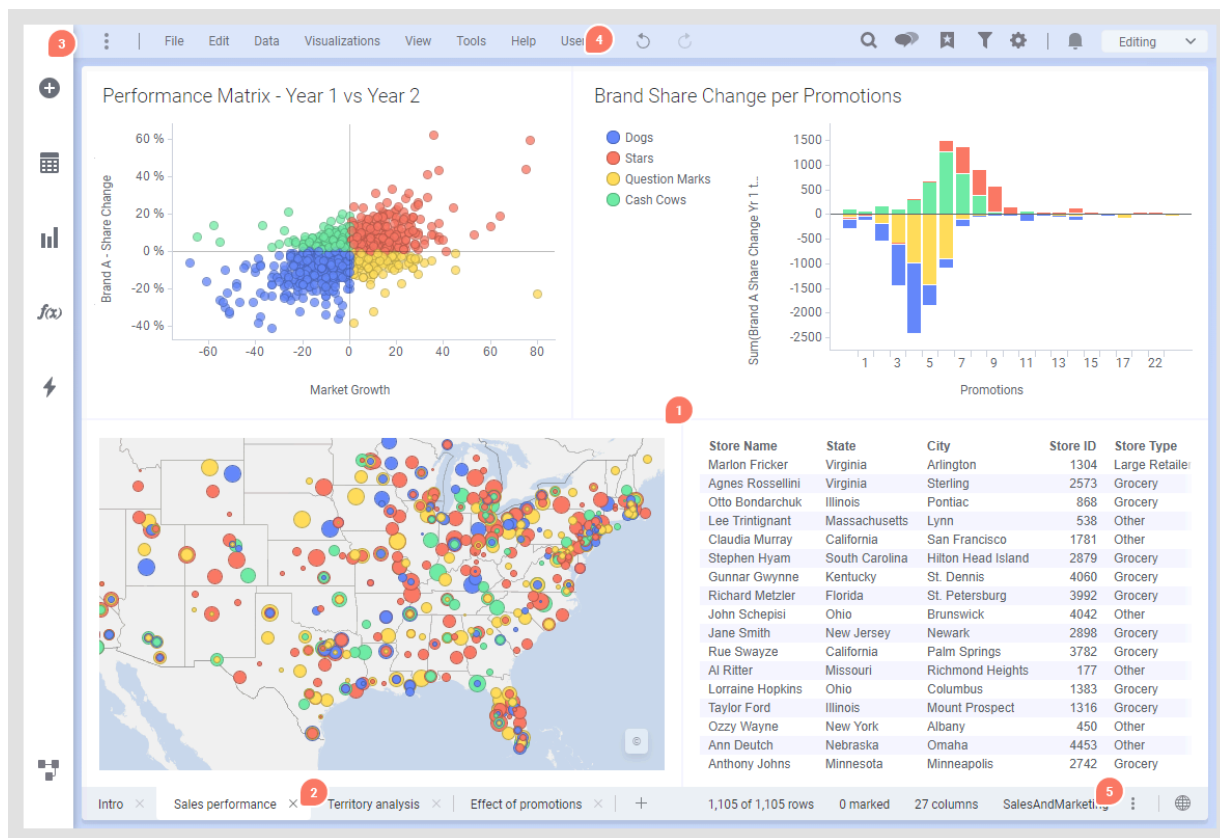 3
File Edit Data Visualizations View Tools Help User 4
Editing
f(x)
Performance Matrix - Year 1 vs Year 2
Brand A - Share Change
60 %
40 %
20 %
0 %
-20 %
-40 %
-60 -40 -20 0 20 40 60 80
Market Growth
Brand Share Change per Promotions
Dogs
Stars
Question Marks
Cash Cows
Sum(Brand A Share Change Yr 1 t...
1500
1000
500
0
-500
-1000
-1500
-2000
-2500
1 3 5 7 9 11 13 15 17 22
Promotions
1
©
Store Name State City Store ID Store Type
Marlon Fricker Virginia Arlington 1304 Large Retailer
Agnes Rossellini Virginia Sterling 2573 Grocery
Otto Bondarchuk Illinois Pontiac 868 Grocery
Lee Trintignant Massachusetts Lynn 538 Other
Claudia Murray California San Francisco 1781 Other
Stephen Hyam South Carolina Hilton Head Island 2879 Grocery
Gunnar Gwynne Kentucky St. Dennis 4060 Grocery
Richard Metzler Florida St. Petersburg 3992 Grocery
John Schepisi Ohio Brunswick 4042 Other
Jane Smith New Jersey Newark 2898 Grocery
Rue Swayze California Palm Springs 3782 Grocery
Al Ritter Missouri Richmond Heights 177 Other
Lorraine Hopkins Ohio Columbus 1383 Grocery
Taylor Ford Illinois Mount Prospect 1316 Grocery
Ozzy Wayne New York Albany 450 Other
Ann Deutch Nebraska Omaha 4453 Other
Anthony Johns Minnesota Minneapolis 2742 Grocery
Intro Sales performance 2 Territory analysis Effect of promotions 1,105 of 1,105 rows 0 marked 27 columns SalesAndMarketing 5